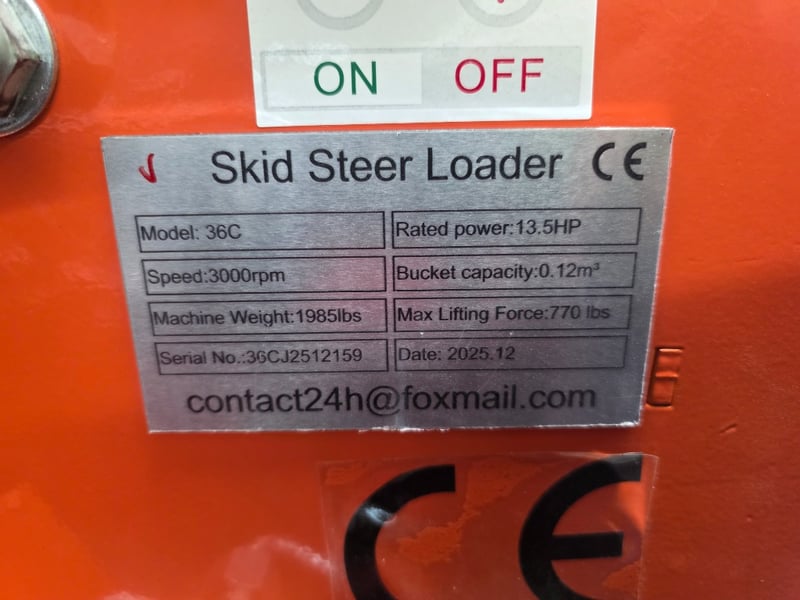 ON OFF
Skid Steer Loader CE
Model: 36C Rated power:13.5HP
Speed:3000rpm Bucket capacity:0.12m³
Machine Weight:1985lbs Max Lifting Force:770 lbs
Serial No.:36CJ2512159 Date: 2025.12
contact24h@foxmail.com
CE